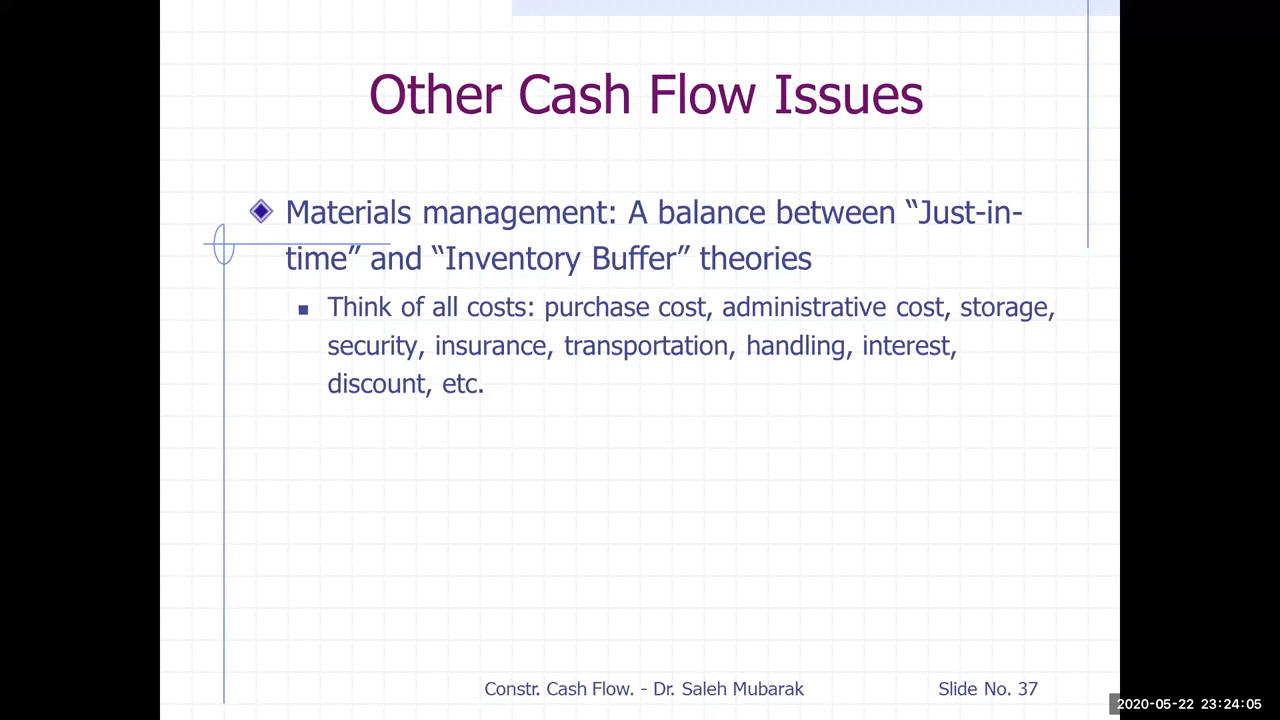 Other Cash Flow Issues
Materials management: A balance between “Just-in-
time” and “Inventory Buffer” theories
Think of all costs: purchase cost, administrative cost, storage,
security, insurance, transportation, handling, interest,
discount, etc.
Constr. Cash Flow. - Dr. Saleh Mubarak
Slide No. 37
2020-05-22 23:24:05